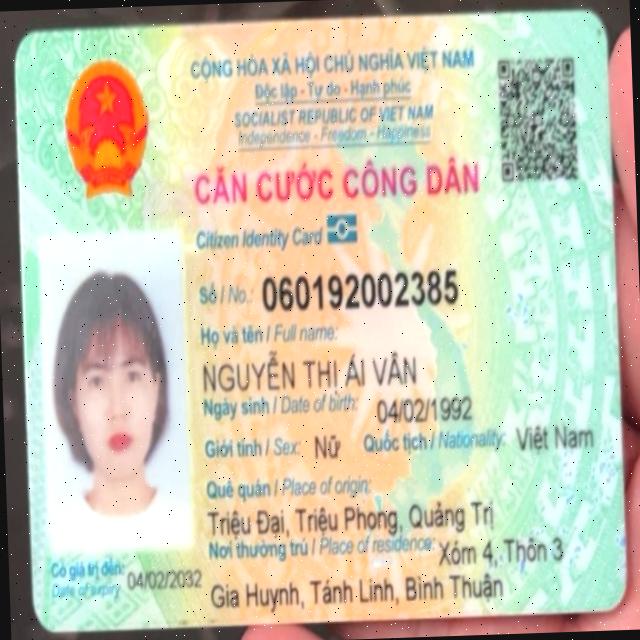 CỘNG HÒA XÃ HỘI CHỦ NGHĨA VIỆT NAM
Độc lập - Tự do - Hạnh phúc
SOCIALIST REPUBLIC OF VIET NAM
Independence - Freedom - Happiness
CĂN CƯỚC CÔNG DÂN
Citizen Identity Card
Số / No.: 060192002385
Họ và tên / Full name:
NGUYỄN THỊ ÁI VÂN
Ngày sinh / Date of birth: 04/02/1992
Giới tính / Sex: Nữ Quốc tịch / Nationality: Việt Nam
Quê quán / Place of origin:
Triệu Đại, Triệu Phong, Quảng Trị
Nơi thường trú / Place of residence: Xóm 4, Thôn 3
Gia Huynh, Tánh Linh, Bình Thuận
Có giá trị đến: 04/02/2032
Date of expiry